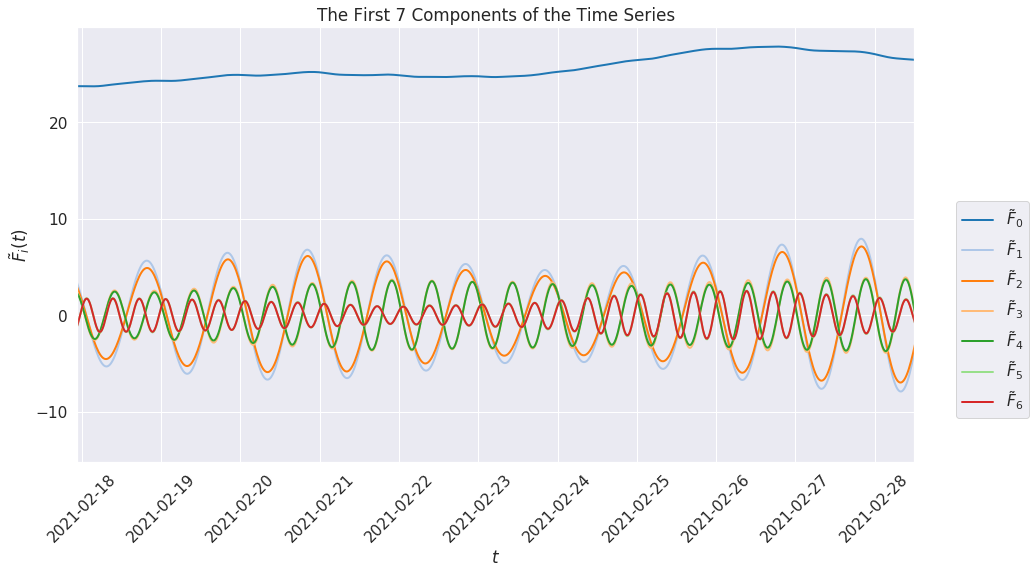 The First 7 Components of the Time Series
20
10
0
−10
F̃ᵢ(t)
2021-02-18
2021-02-19
2021-02-20
2021-02-21
2021-02-22
2021-02-23
2021-02-24
2021-02-25
2021-02-26
2021-02-27
2021-02-28
t
F̃₀
F̃₁
F̃₂
F̃₃
F̃₄
F̃₅
F̃₆